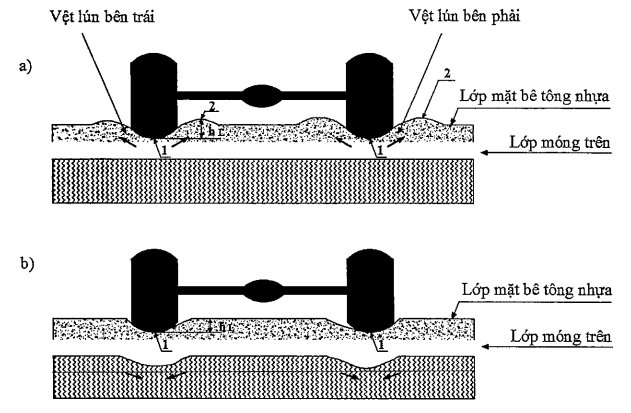 Vệt lún bên trái
Vệt lún bên phải
a)
2
2
Lớp mặt bê tông nhựa
h r
1
1
Lớp móng trên
b)
Lớp mặt bê tông nhựa
h r
1
1
Lớp móng trên